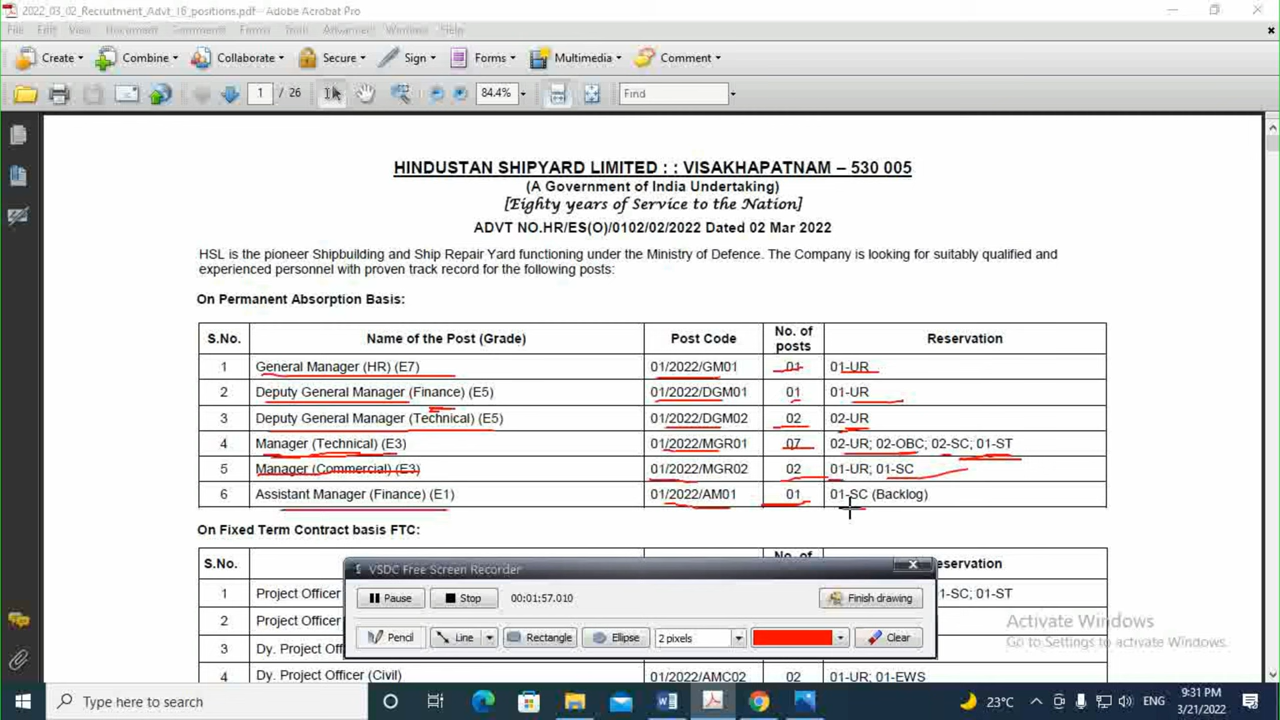 2022_03_02_Recruitment_Advt_16_positions.pdf - Adobe Acrobat Pro
File Edit View Document Comments Forms Tools Advanced Window Help
Create Combine Collaborate Secure Sign Forms Multimedia Comment
1 / 26 84.4% Find
HINDUSTAN SHIPYARD LIMITED : : VISAKHAPATNAM – 530 005
(A Government of India Undertaking)
[Eighty years of Service to the Nation]
ADVT NO.HR/ES(O)/0102/02/2022 Dated 02 Mar 2022
HSL is the pioneer Shipbuilding and Ship Repair Yard functioning under the Ministry of Defence. The Company is looking for suitably qualified and
experienced personnel with proven track record for the following posts:
On Permanent Absorption Basis:
S.No. Name of the Post (Grade) Post Code No. of posts Reservation
1 General Manager (HR) (E7) 01/2022/GM01 01 01-UR
2 Deputy General Manager (Finance) (E5) 01/2022/DGM01 01 01-UR
3 Deputy General Manager (Technical) (E5) 01/2022/DGM02 02 02-UR
4 Manager (Technical) (E3) 01/2022/MGR01 07 02-UR; 02-OBC; 02-SC; 01-ST
5 Manager (Commercial) (E3) 01/2022/MGR02 02 01-UR; 01-SC
6 Assistant Manager (Finance) (E1) 01/2022/AM01 01 01-SC (Backlog)
On Fixed Term Contract basis FTC:
S.No. No. of
1 Project Officer 1-SC; 01-ST
2 Project Officer
3 Dy. Project Of
4 Dy. Project Officer (Civil) 01/2022/AMC02 02 01-UR; 01-EWS
VSDC Free Screen Recorder
Pause Stop 00:01:57.010 Finish drawing
Pencil Line Rectangle Ellipse 2 pixels Clear
Activate Windows
Go to Settings to activate Windows.
Type here to search
23°C ENG 9:31 PM
3/21/2022